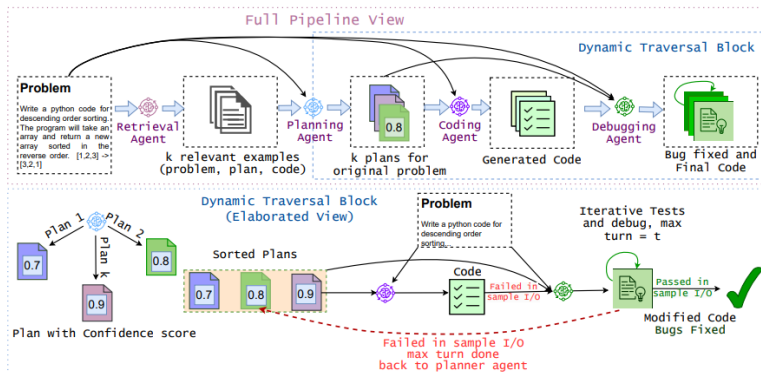 Full Pipeline View
Dynamic Traversal Block
Problem
Write a python code for
descending order sorting.
The program will take an
array and return a new
array sorted in the
reverse order. [1,2,3] ->
[3,2,1]
Retrieval
Agent
k relevant examples
(problem, plan, code)
Planning
Agent
0.8
k plans for
original problem
Coding
Agent
Generated Code
Debugging
Agent
Bug fixed and
Final Code
Dynamic Traversal Block
(Elaborated View)
Plan 1
Plan 2
Plan k
0.7
0.8
0.9
Plan with Confidence score
Sorted Plans
0.7
0.8
0.9
Problem
Write a python code for
descending order
sorting...
Code
Failed in
sample I/O
Iterative Tests
and debug, max
turn = t
Passed in
sample I/O
Modified Code
Bugs Fixed
Failed in sample I/O
max turn done
back to planner agent